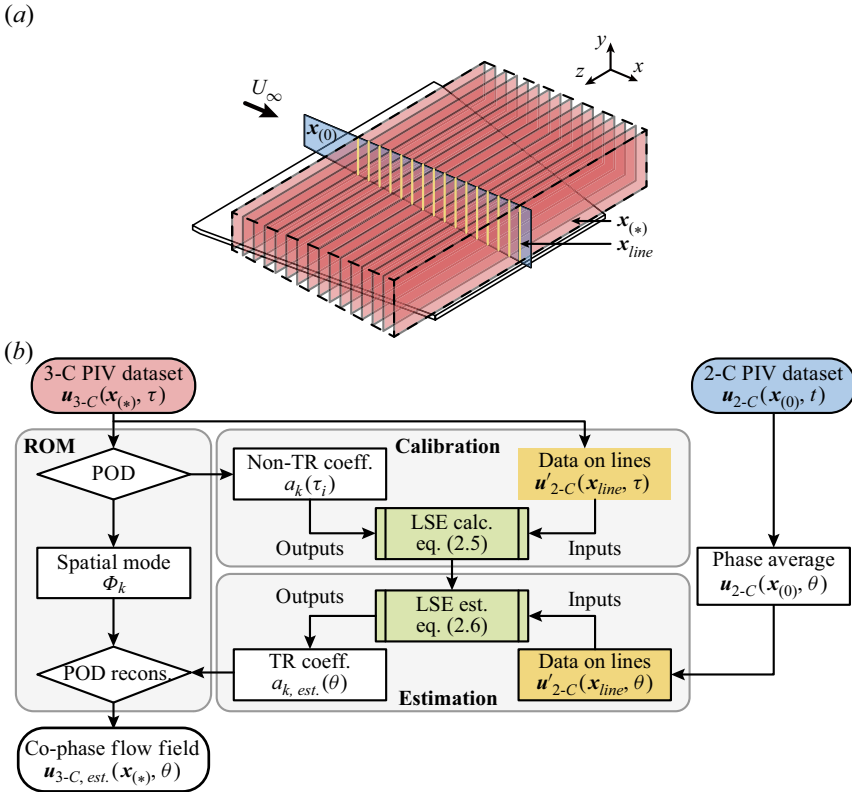 (a)
y
z
x
U∞
x(0)
x(*)
xline
(b)
3-C PIV dataset
u3-C(x(*), τ)
2-C PIV dataset
u2-C(x(0), t)
ROM
POD
Calibration
Non-TR coeff.
ak(τi)
Data on lines
u′2-C(xline, τ)
LSE calc.
eq. (2.5)
Outputs
Inputs
Spatial mode
Φk
Phase average
u2-C(x(0), θ)
Outputs
LSE est.
eq. (2.6)
Inputs
POD recons.
TR coeff.
ak, est.(θ)
Data on lines
u′2-C(xline, θ)
Estimation
Co-phase flow field
u3-C, est.(x(*), θ)